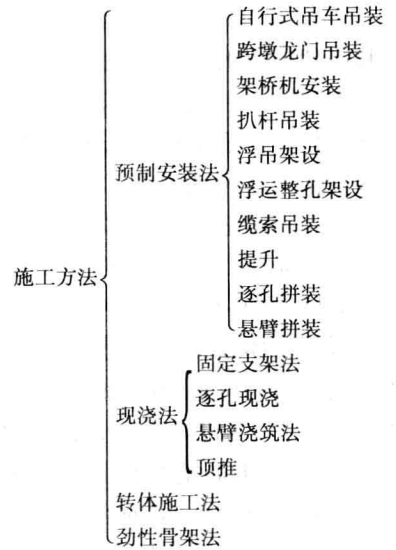 施工方法
预制安装法
自行式吊车吊装
跨墩龙门吊装
架桥机安装
扒杆吊装
浮吊架设
浮运整孔架设
缆索吊装
提升
逐孔拼装
悬臂拼装
现浇法
固定支架法
逐孔现浇
悬臂浇筑法
顶推
转体施工法
劲性骨架法